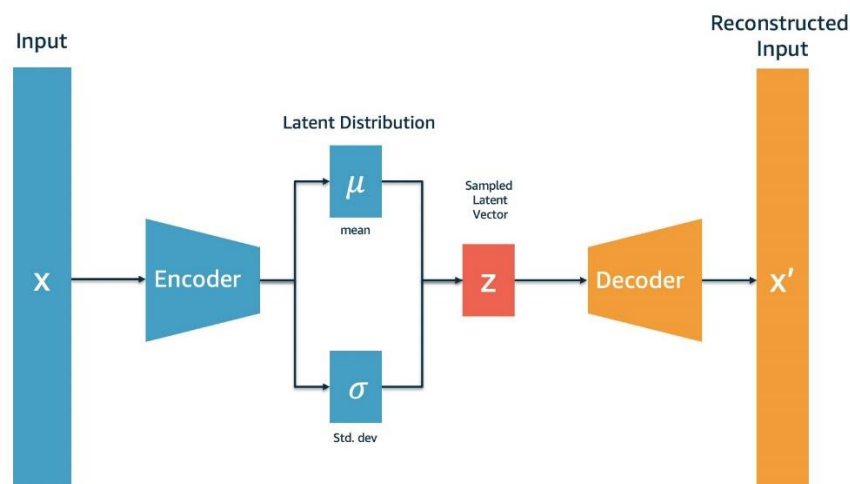 Input
x
Encoder
Latent Distribution
μ
mean
σ
Std. dev
Sampled
Latent
Vector
z
Decoder
Reconstructed
Input
x′